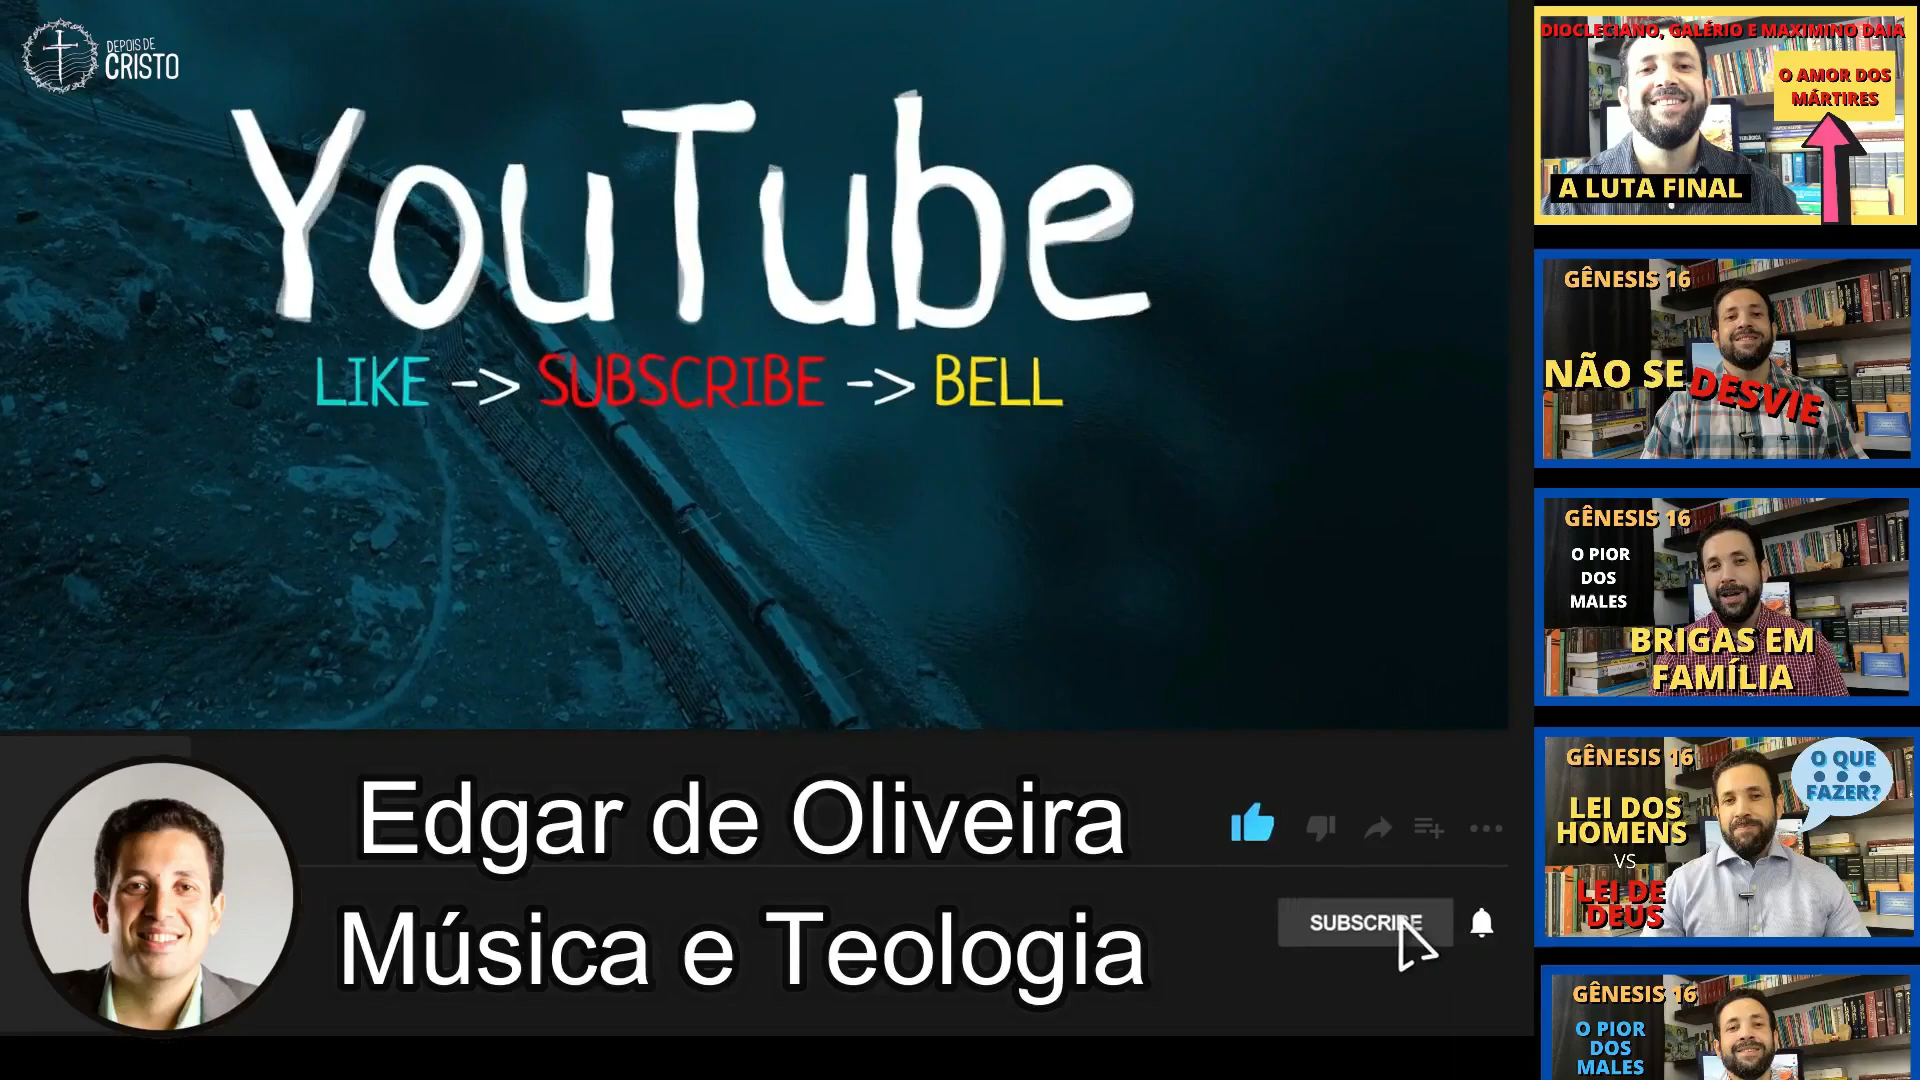 DEPOIS DE
CRISTO
YouTube
LIKE -> SUBSCRIBE -> BELL
Edgar de Oliveira
Música e Teologia
SUBSCRIBE
DIOCLECIANO, GALÉRIO E MAXIMINO DAIA
O AMOR DOS
MÁRTIRES
A LUTA FINAL
GÊNESIS 16
NÃO SE DESVIE
GÊNESIS 16
O PIOR
DOS
MALES
BRIGAS EM
FAMÍLIA
GÊNESIS 16
O QUE
FAZER?
LEI DOS
HOMENS
VS
LEI DE
DEUS
GÊNESIS 16
O PIOR
DOS
MALES